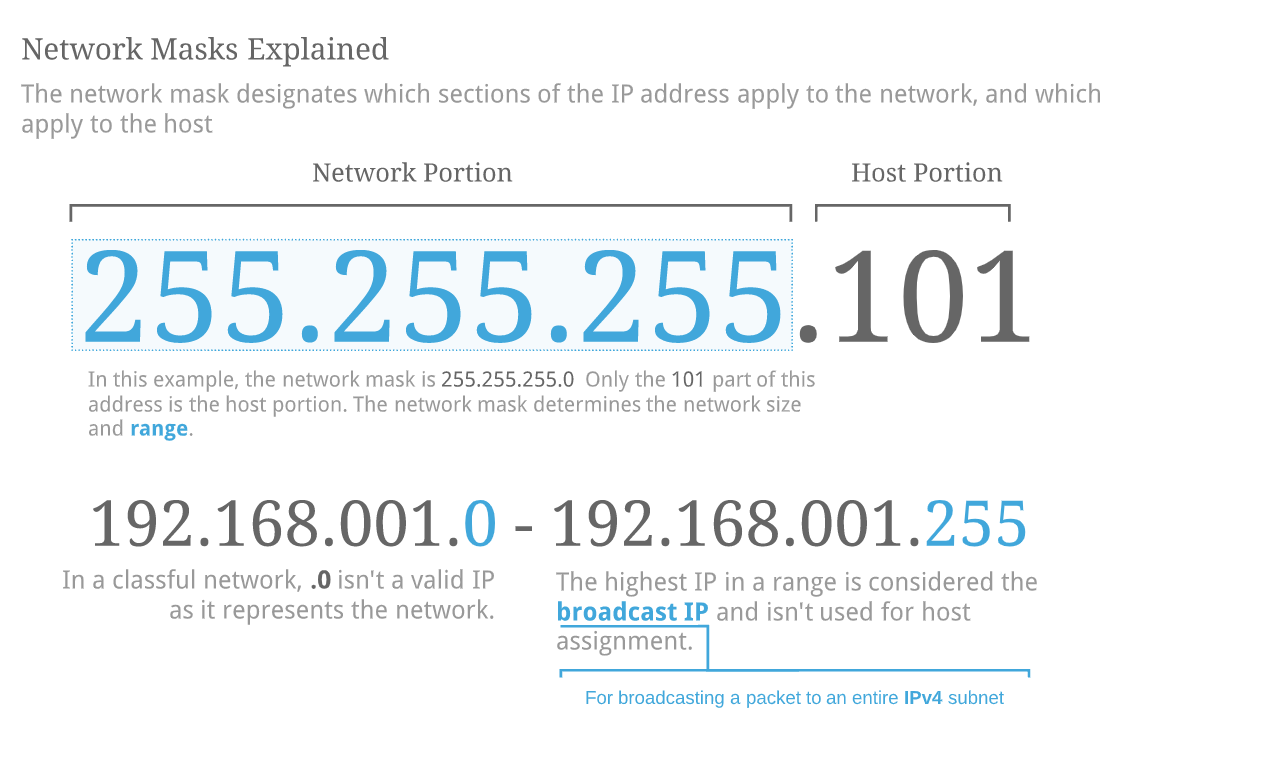 Network Masks Explained
The network mask designates which sections of the IP address apply to the network, and which
apply to the host
Network Portion
Host Portion
255.255.255.101
In this example, the network mask is 255.255.255.0 Only the 101 part of this
address is the host portion. The network mask determines the network size
and range.
192.168.001.0 - 192.168.001.255
In a classful network, .0 isn't a valid IP
as it represents the network.
The highest IP in a range is considered the
broadcast IP and isn't used for host
assignment.
For broadcasting a packet to an entire IPv4 subnet